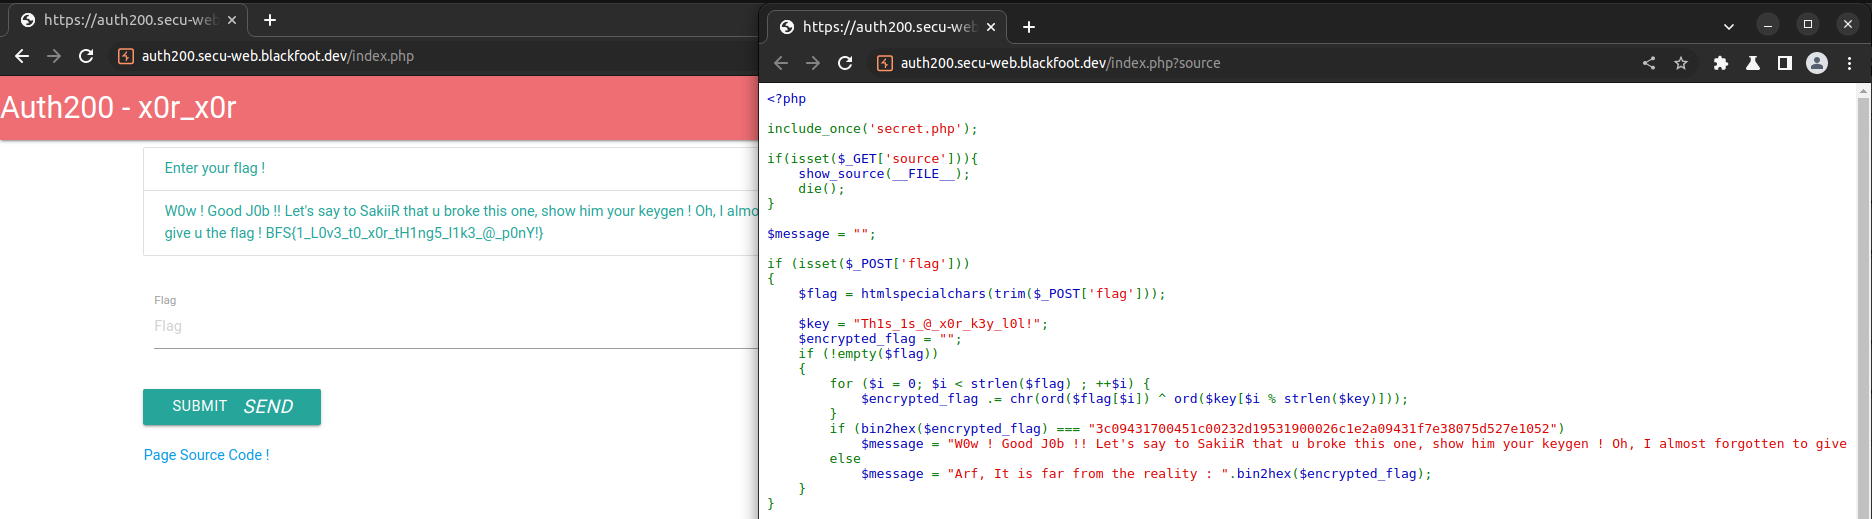 https://auth200.secu-web
auth200.secu-web.blackfoot.dev/index.php
Auth200 - x0r_x0r
Enter your flag !
W0w ! Good J0b !! Let's say to SakiiR that u broke this one, show him your keygen ! Oh, I almo
give u the flag ! BFS{1_L0v3_t0_x0r_tH1ng5_l1k3_@_p0nY!}
Flag
Flag
SUBMIT SEND
Page Source Code !
https://auth200.secu-web
auth200.secu-web.blackfoot.dev/index.php?source
<?php
include_once('secret.php');
if(isset($_GET['source'])){
    show_source(__FILE__);
    die();
}
$message = "";
if (isset($_POST['flag']))
{
    $flag = htmlspecialchars(trim($_POST['flag']));
    $key = "Th1s_1s_@_x0r_k3y_l0l!";
    $encrypted_flag = "";
    if (!empty($flag))
    {
        for ($i = 0; $i < strlen($flag) ; ++$i) {
            $encrypted_flag .= chr(ord($flag[$i]) ^ ord($key[$i % strlen($key)]));
        }
        if (bin2hex($encrypted_flag) === "3c09431700451c00232d19531900026c1e2a09431f7e38075d527e1052")
            $message = "W0w ! Good J0b !! Let's say to SakiiR that u broke this one, show him your keygen ! Oh, I almost forgotten to give
        else
            $message = "Arf, It is far from the reality : ".bin2hex($encrypted_flag);
    }
}